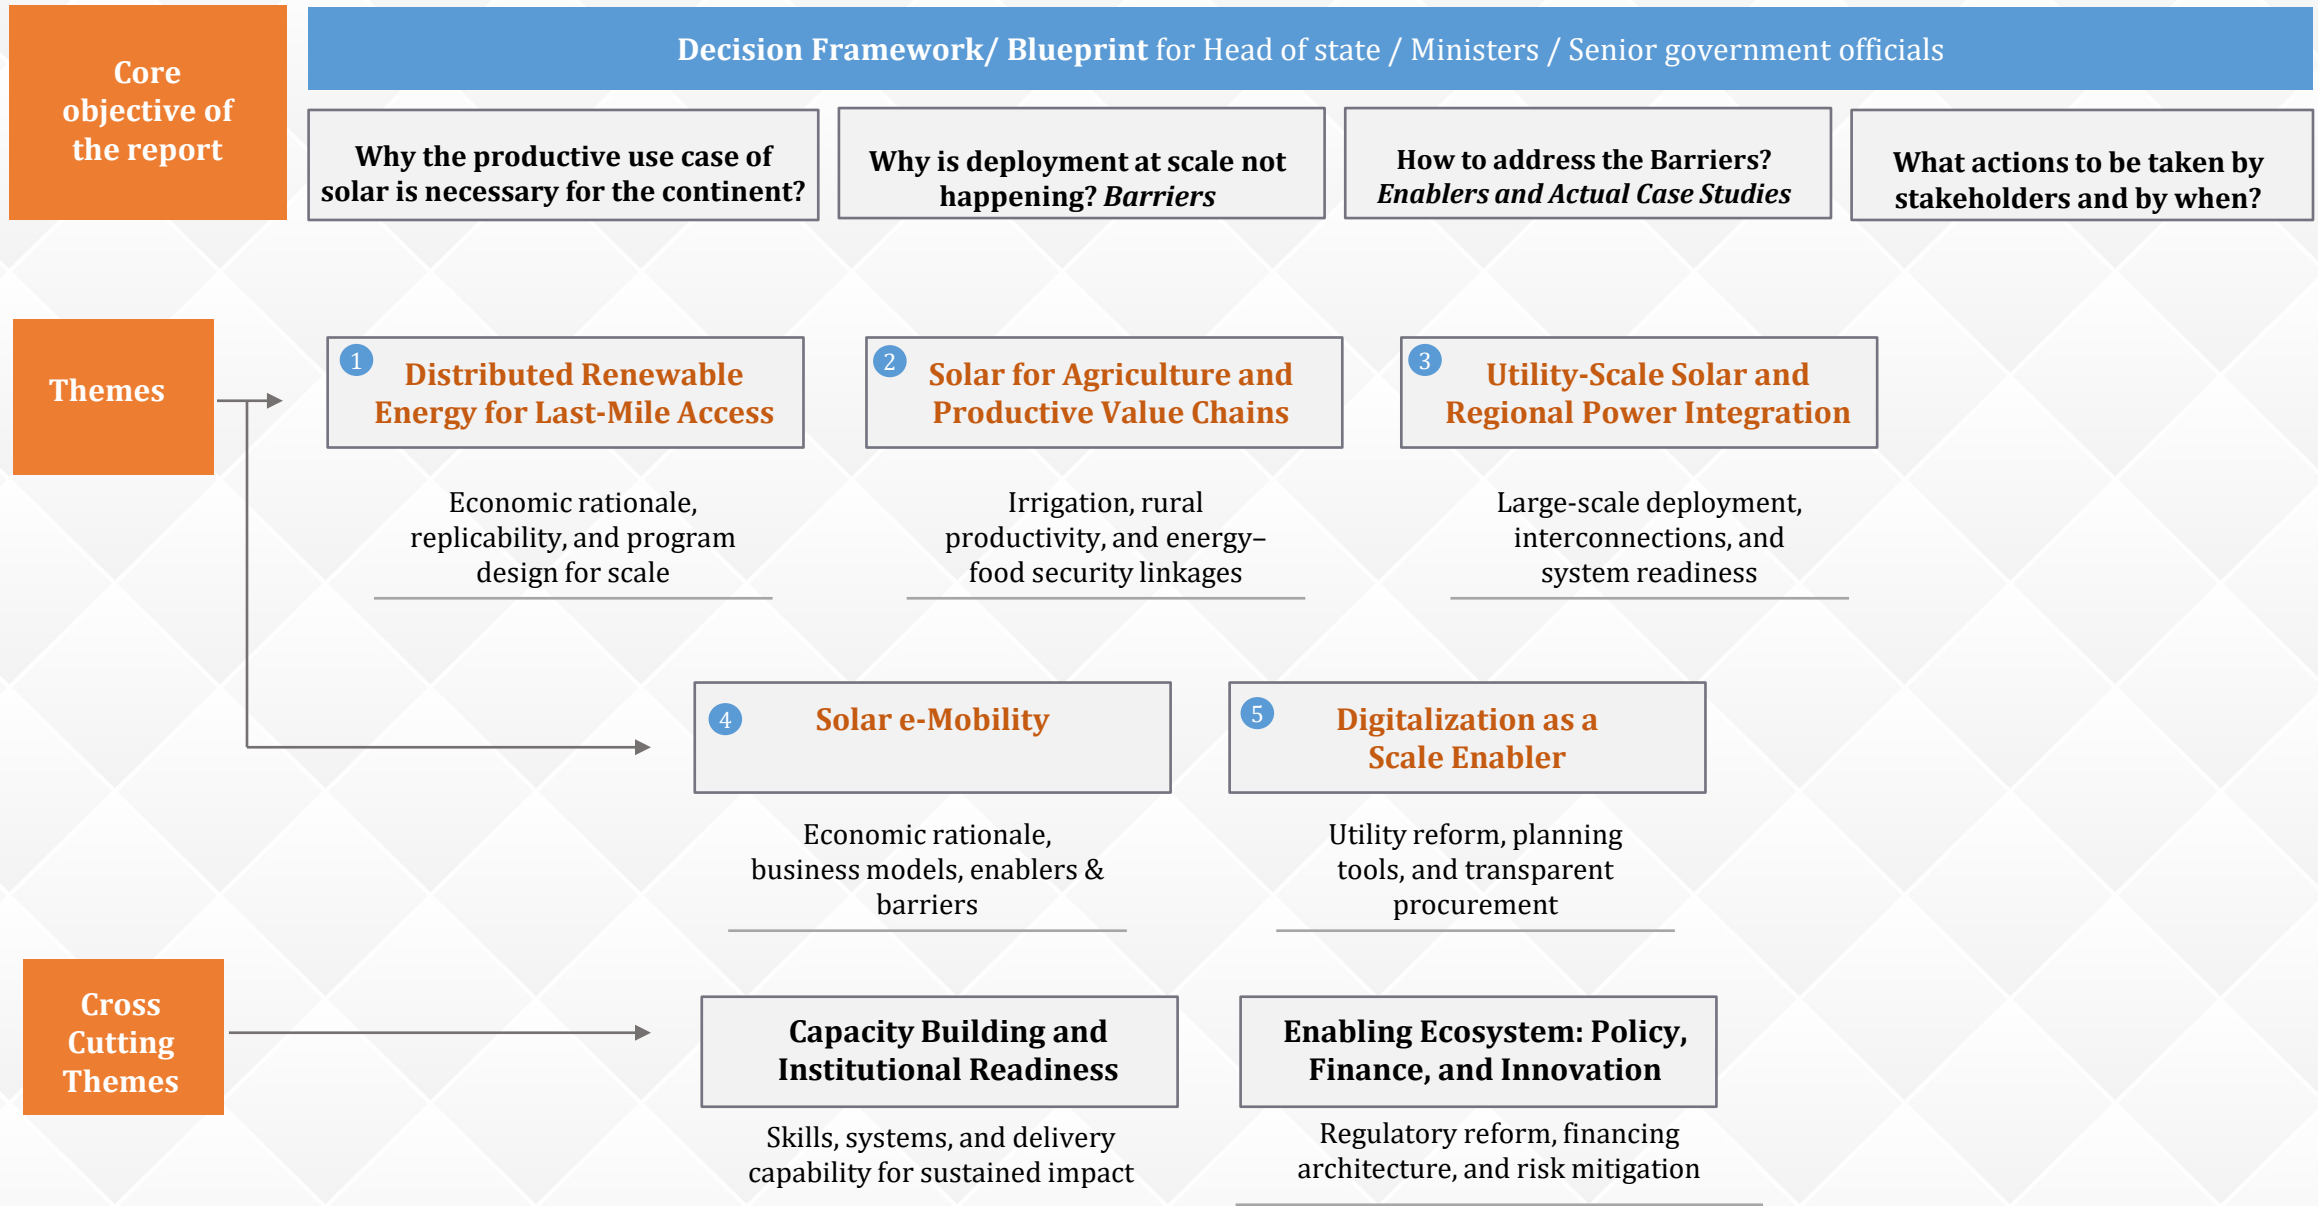 Core
objective of
the report
Decision Framework/ Blueprint for Head of state / Ministers / Senior government officials
Why the productive use case of
solar is necessary for the continent?
Why is deployment at scale not
happening? Barriers
How to address the Barriers?
Enablers and Actual Case Studies
What actions to be taken by
stakeholders and by when?
Themes
1
Distributed Renewable
Energy for Last-Mile Access
Economic rationale,
replicability, and program
design for scale
2
Solar for Agriculture and
Productive Value Chains
Irrigation, rural
productivity, and energy–
food security linkages
3
Utility-Scale Solar and
Regional Power Integration
Large-scale deployment,
interconnections, and
system readiness
4
Solar e-Mobility
Economic rationale,
business models, enablers &
barriers
5
Digitalization as a
Scale Enabler
Utility reform, planning
tools, and transparent
procurement
Cross
Cutting
Themes
Capacity Building and
Institutional Readiness
Skills, systems, and delivery
capability for sustained impact
Enabling Ecosystem: Policy,
Finance, and Innovation
Regulatory reform, financing
architecture, and risk mitigation